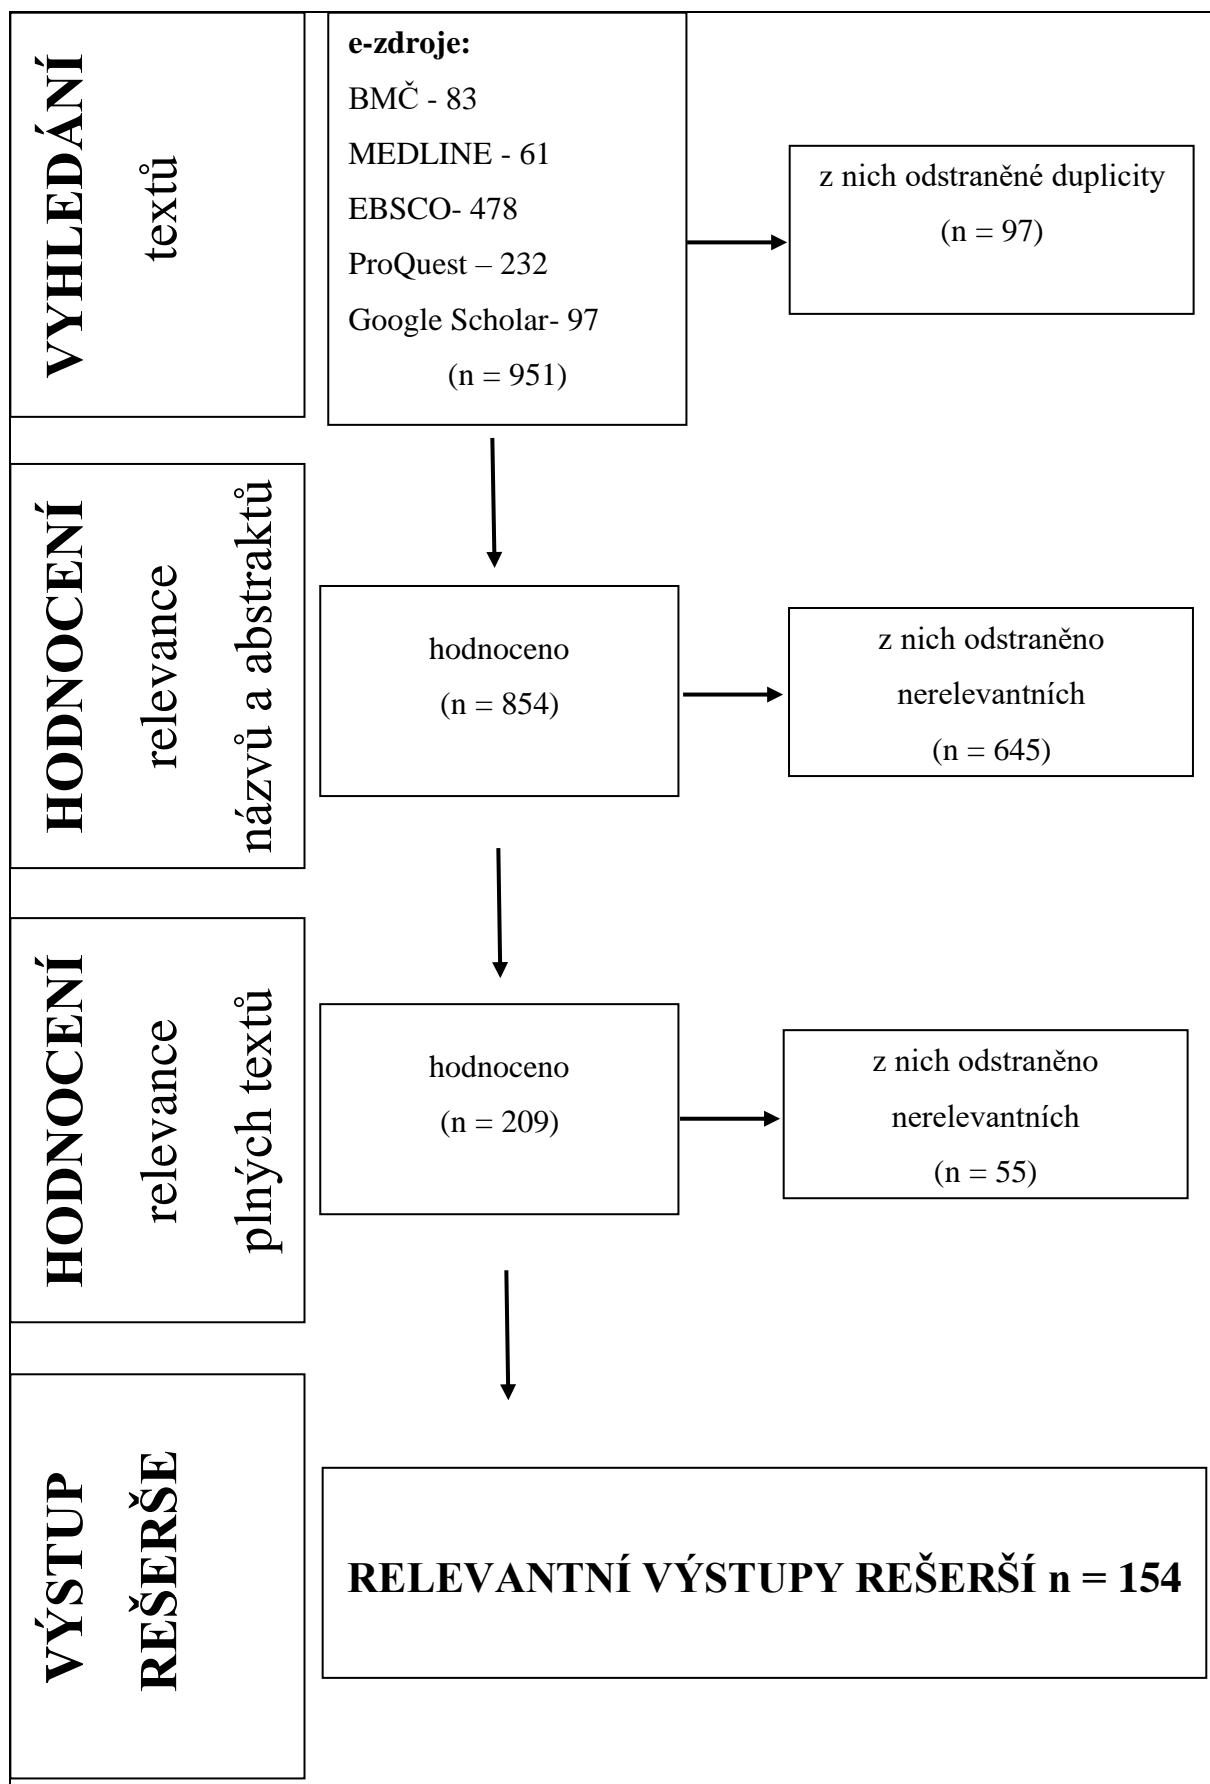 VYHLEDÁNÍ
textů
e-zdroje:
BMČ - 83
MEDLINE - 61
EBSCO- 478
ProQuest – 232
Google Scholar- 97
(n = 951)
z nich odstraněné duplicity
(n = 97)
HODNOCENÍ
relevance
názvů a abstraktů
hodnoceno
(n = 854)
z nich odstraněno
nerelevantních
(n = 645)
HODNOCENÍ
relevance
plných textů
hodnoceno
(n = 209)
z nich odstraněno
nerelevantních
(n = 55)
VÝSTUP
REŠERŠE
RELEVANTNÍ VÝSTUPY REŠERŠÍ n = 154